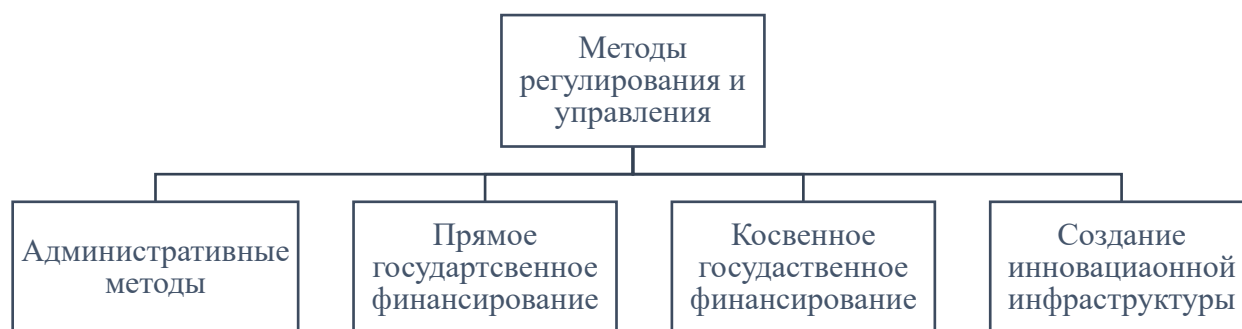 Методы
регулирования и
управления
Административные
методы
Прямое
государтсвенное
финансирование
Косвенное
госудаственное
финансирование
Создание
инновациаонной
инфраструктуры